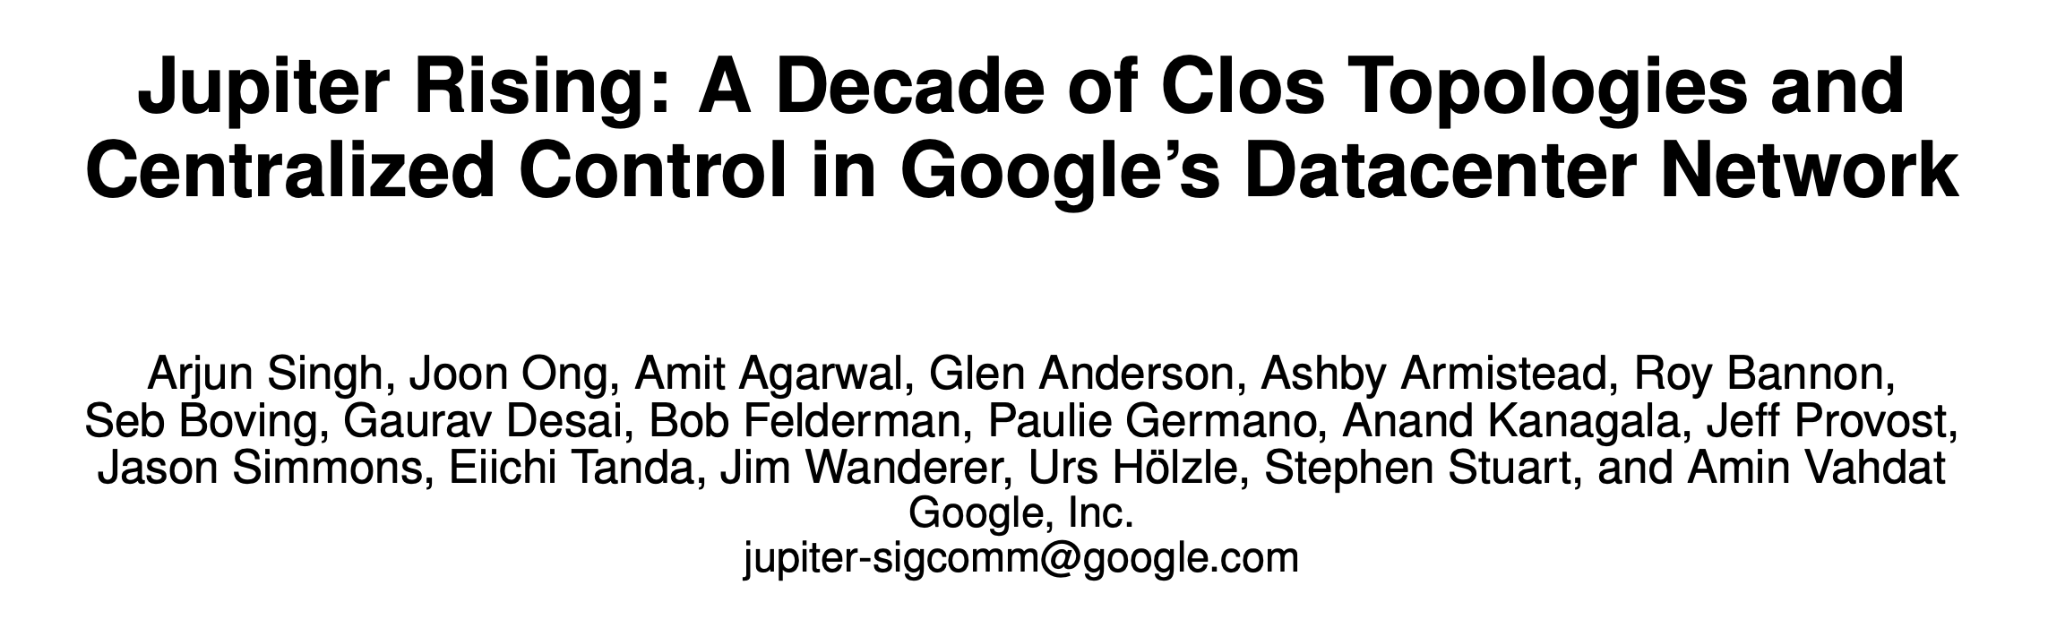 Jupiter Rising: A Decade of Clos Topologies and
Centralized Control in Google’s Datacenter Network
Arjun Singh, Joon Ong, Amit Agarwal, Glen Anderson, Ashby Armistead, Roy Bannon,
Seb Boving, Gaurav Desai, Bob Felderman, Paulie Germano, Anand Kanagala, Jeff Provost,
Jason Simmons, Eiichi Tanda, Jim Wanderer, Urs Hölzle, Stephen Stuart, and Amin Vahdat
Google, Inc.
jupiter-sigcomm@google.com